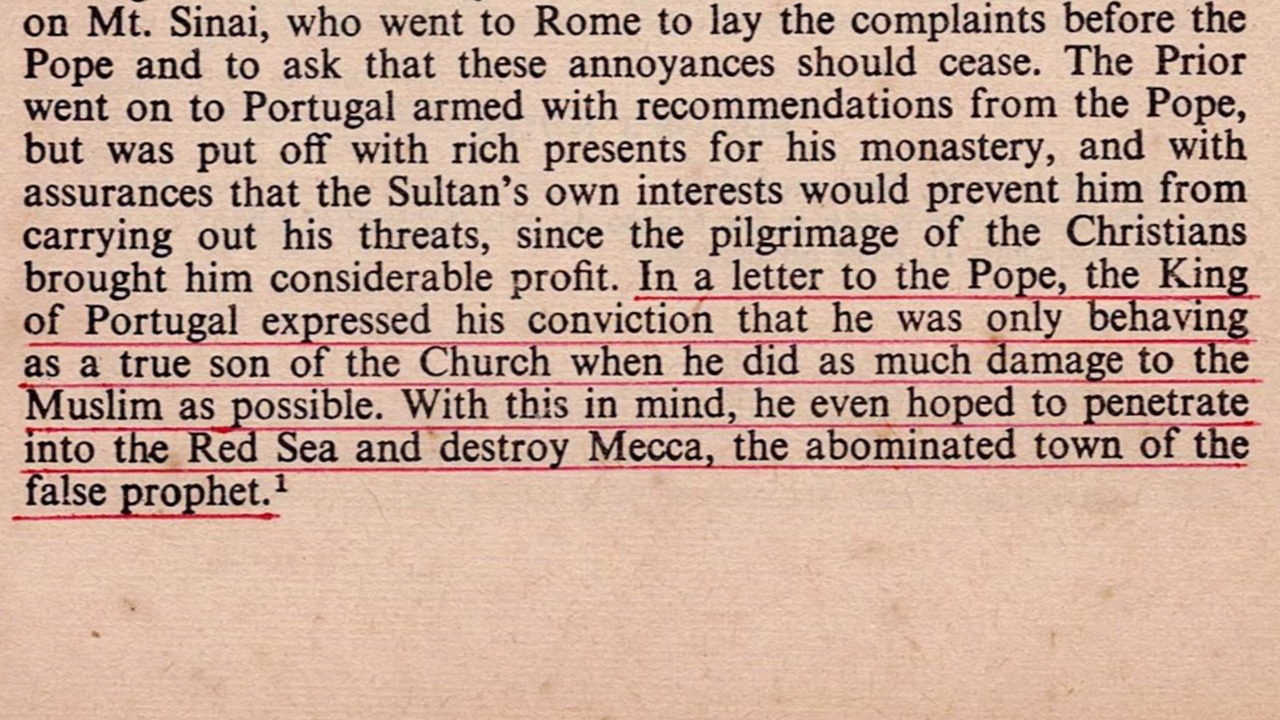 on Mt. Sinai, who went to Rome to lay the complaints before the
Pope and to ask that these annoyances should cease. The Prior
went on to Portugal armed with recommendations from the Pope,
but was put off with rich presents for his monastery, and with
assurances that the Sultan’s own interests would prevent him from
carrying out his threats, since the pilgrimage of the Christians
brought him considerable profit. In a letter to the Pope, the King
of Portugal expressed his conviction that he was only behaving
as a true son of the Church when he did as much damage to the
Muslim as possible. With this in mind, he even hoped to penetrate
into the Red Sea and destroy Mecca, the abominated town of the
false prophet.¹